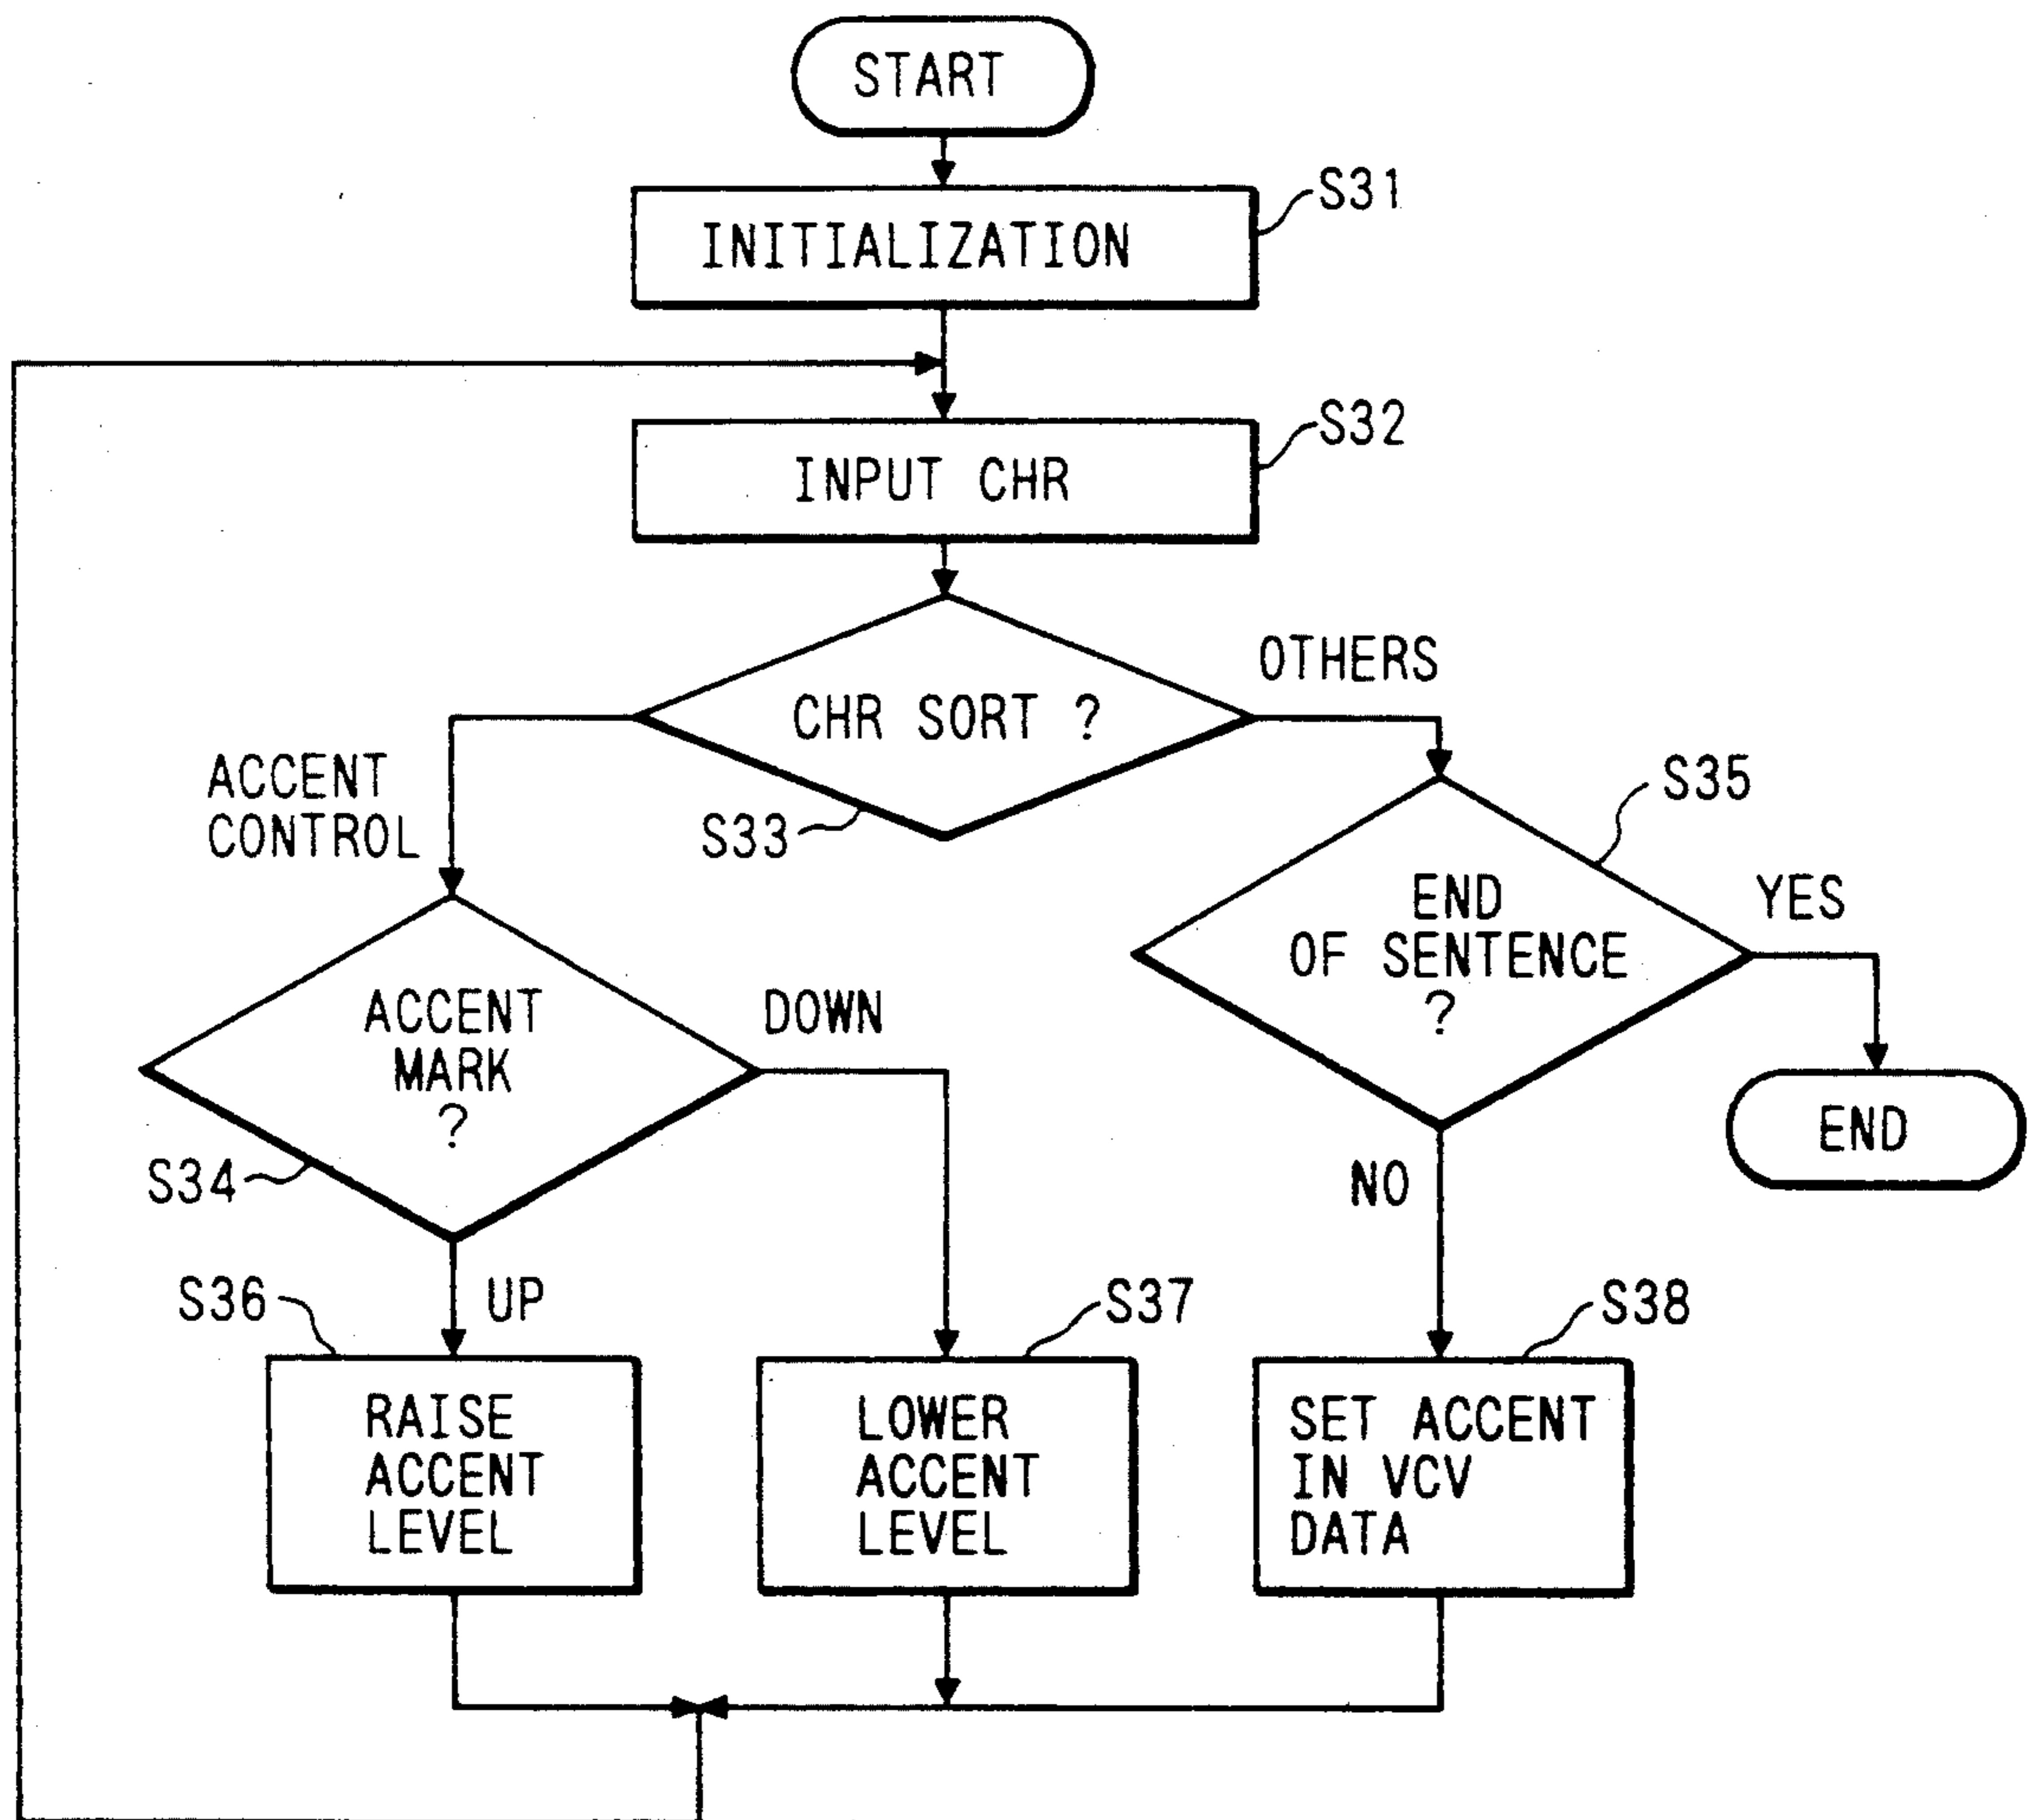 START
S31
INITIALIZATION
S32
INPUT CHR
OTHERS
CHR SORT ?
S33
ACCENT
CONTROL
S35
END
OF SENTENCE
?
YES
ACCENT
MARK
?
DOWN
S34
END
NO
S36
UP
S37
S38
RAISE
ACCENT
LEVEL
LOWER
ACCENT
LEVEL
SET ACCENT
IN VCV
DATA